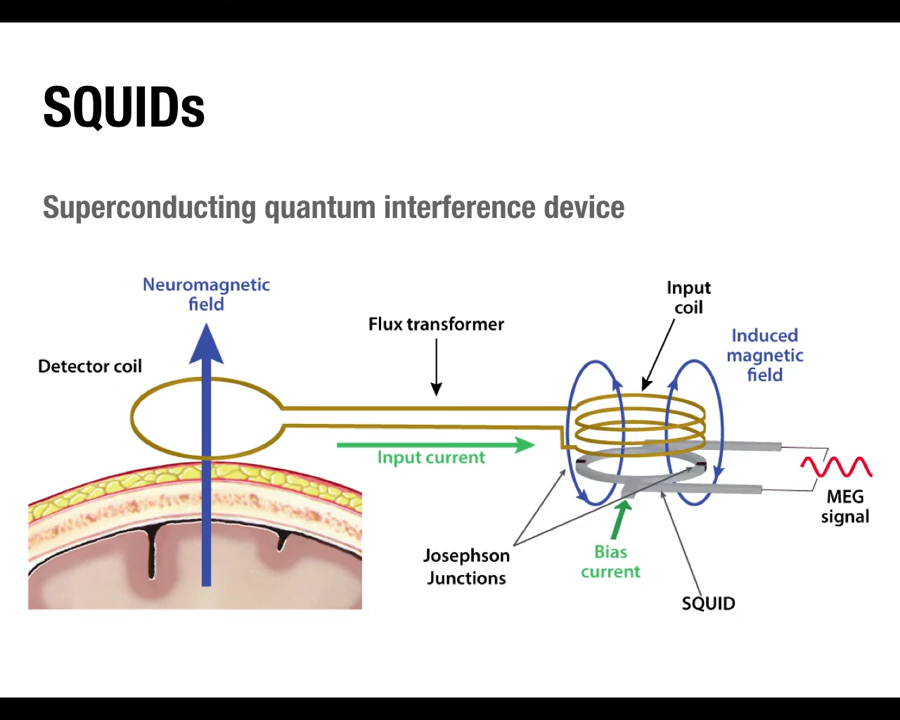 SQUIDs
Superconducting quantum interference device
Neuromagnetic
field
Detector coil
Flux transformer
Input
coil
Induced
magnetic
field
Input current
MEG
signal
Josephson
Junctions
Bias
current
SQUID